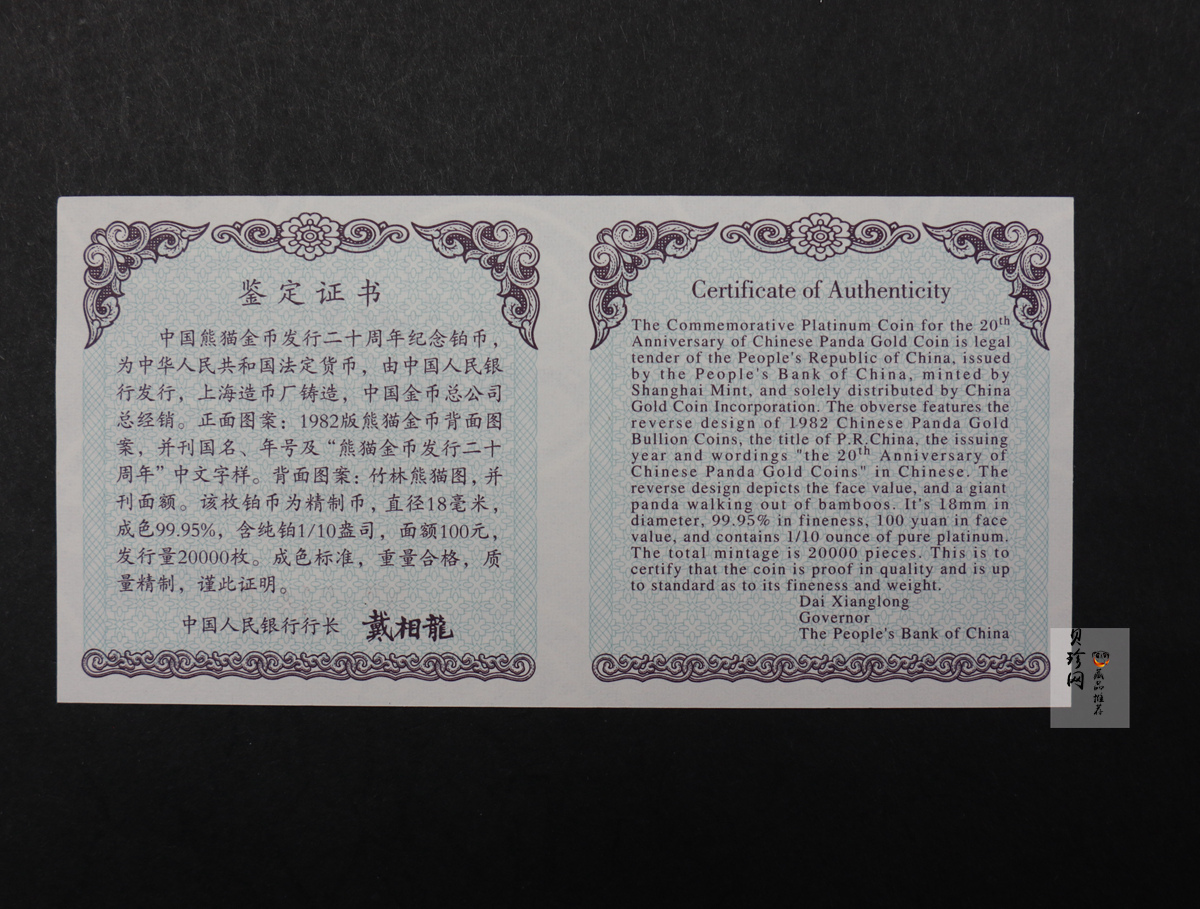 鉴定证书
中国熊猫金币发行二十周年纪念铂币，
为中华人民共和国法定货币，由中国人民银
行发行，上海造币厂铸造，中国金币总公司
总经销。正面图案：1982版熊猫金币背面图
案，并刊国名、年号及“熊猫金币发行二十
周年”中文字样。背面图案：竹林熊猫图，并
刊面额。该枚铂币为精制币，直径18毫米，
成色99.95%，含纯铂1/10盎司，面额100元，
发行量20000枚。成色标准，重量合格，质
量精制，谨此证明。
中国人民银行行长 戴相龍
Certificate of Authenticity
The Commemorative Platinum Coin for the 20th
Anniversary of Chinese Panda Gold Coin is legal
tender of the People's Republic of China, issued
by the People's Bank of China, minted by
Shanghai Mint, and solely distributed by China
Gold Coin Incorporation. The obverse features the
reverse design of 1982 Chinese Panda Gold
Bullion Coins, the title of P.R.China, the issuing
year and wordings "the 20th Anniversary of
Chinese Panda Gold Coins" in Chinese. The
reverse design depicts the face value, and a giant
panda walking out of bamboos. It's 18mm in
diameter, 99.95% in fineness, 100 yuan in face
value, and contains 1/10 ounce of pure platinum.
The total mintage is 20000 pieces. This is to
certify that the coin is proof in quality and is up
to standard as to its fineness and weight.
Dai Xianglong
Governor
The People's Bank of China
贝珍网
藏品推荐